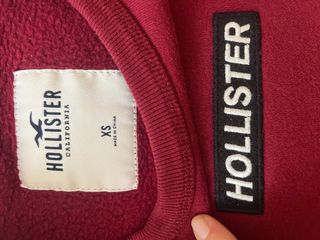 HOLLISTER
CALIFORNIA
XS
MADE IN CHINA
HOLLISTER